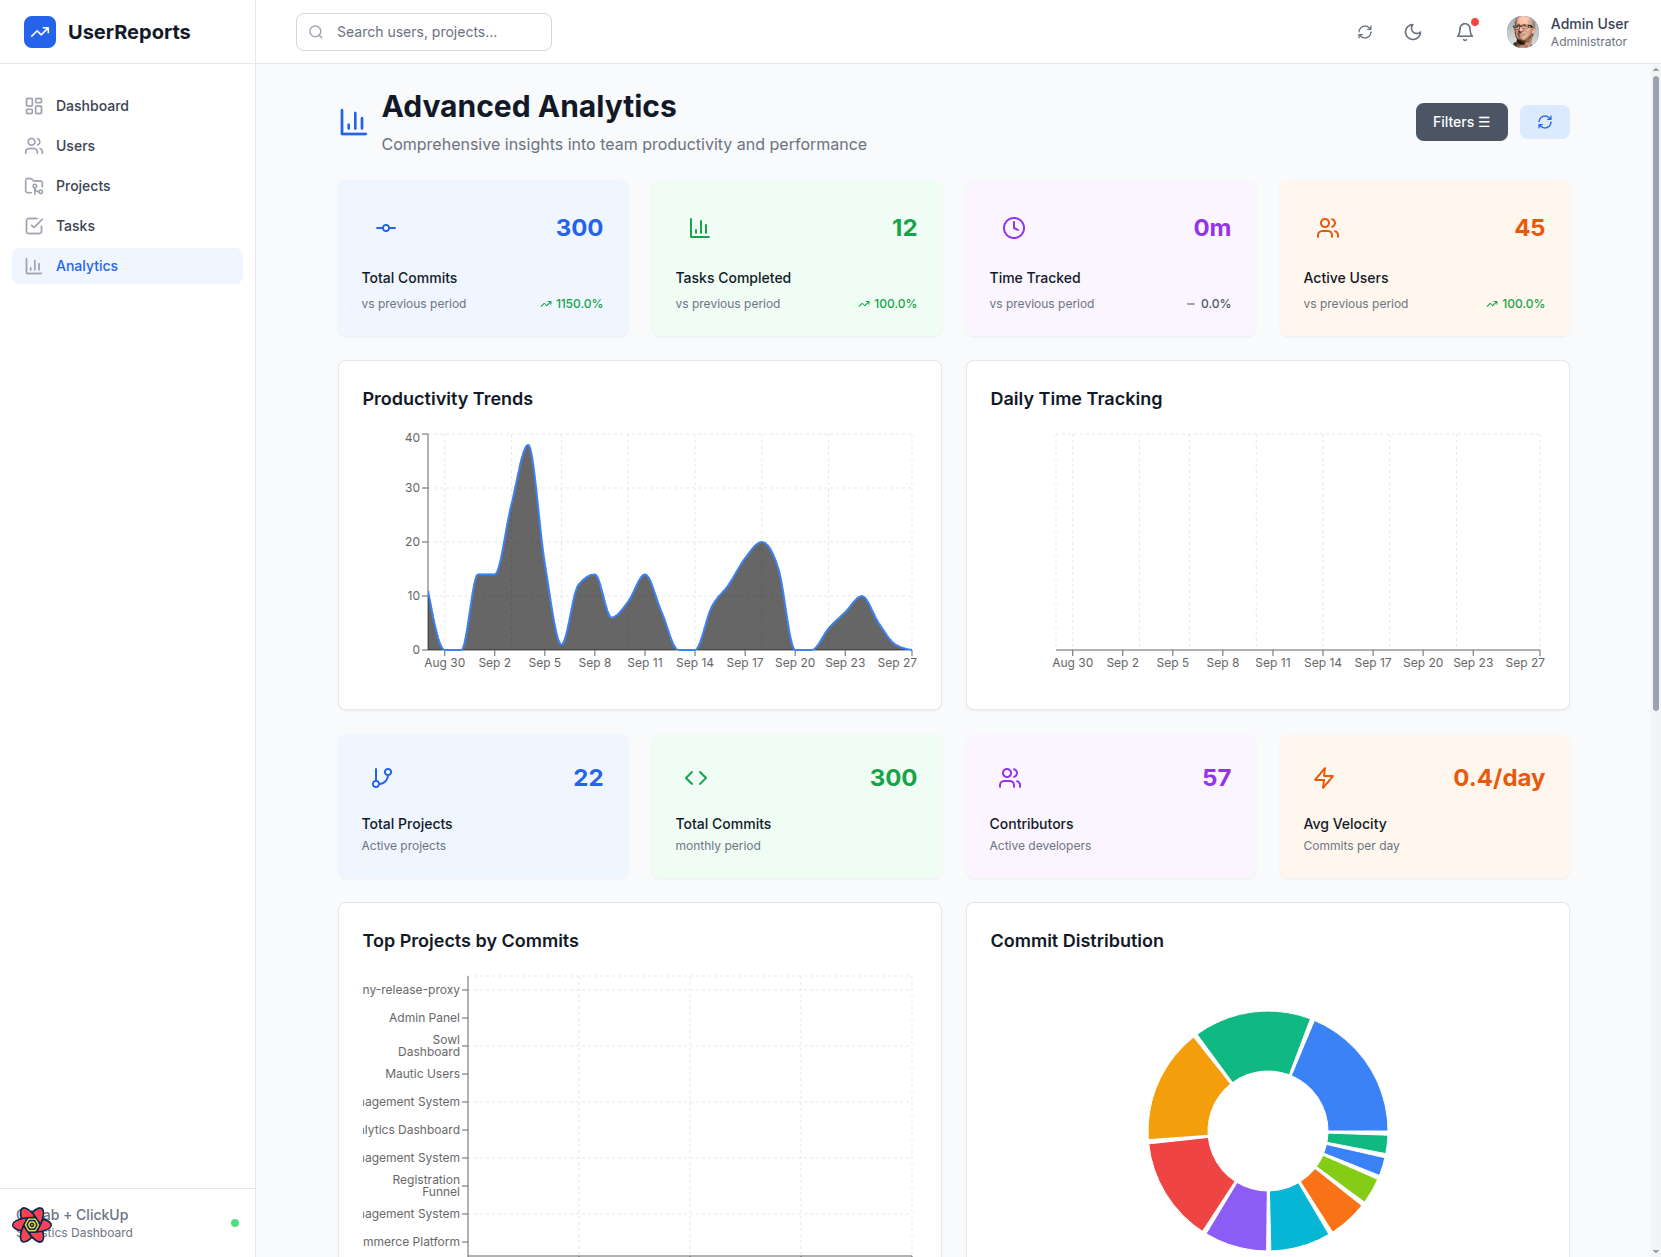 UserReports
Search users, projects...
Admin User
Administrator
Dashboard
Users
Projects
Tasks
Analytics
Advanced Analytics
Comprehensive insights into team productivity and performance
Filters ☰
300
Total Commits
vs previous period
1150.0%
12
Tasks Completed
vs previous period
100.0%
0m
Time Tracked
vs previous period
0.0%
45
Active Users
vs previous period
100.0%
Productivity Trends
40
30
20
10
0
Aug 30 Sep 2 Sep 5 Sep 8 Sep 11 Sep 14 Sep 17 Sep 20 Sep 23 Sep 27
Daily Time Tracking
Aug 30 Sep 2 Sep 5 Sep 8 Sep 11 Sep 14 Sep 17 Sep 20 Sep 23 Sep 27
22
Total Projects
Active projects
300
Total Commits
monthly period
57
Contributors
Active developers
0.4/day
Avg Velocity
Commits per day
Top Projects by Commits
ny-release-proxy
Admin Panel
Sowl
Dashboard
Mautic Users
agement System
lytics Dashboard
agement System
Registration
Funnel
agement System
mmerce Platform
Commit Distribution
ab + ClickUp
stics Dashboard